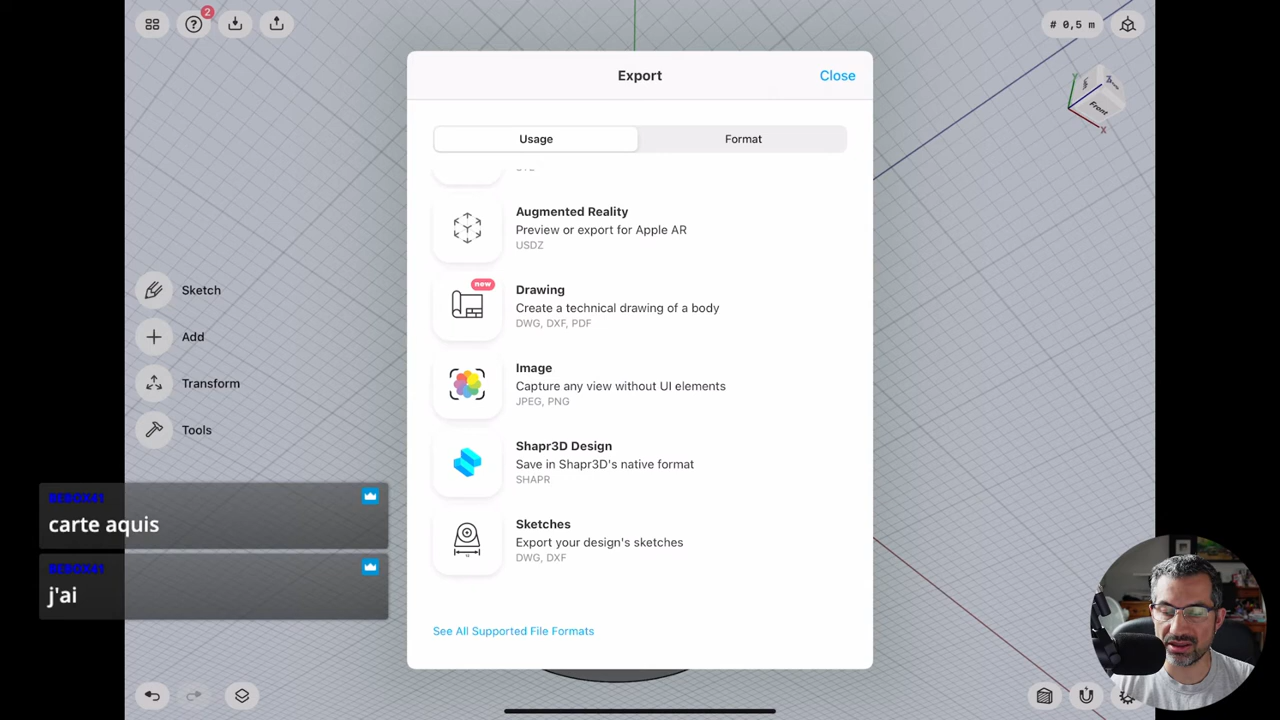 2
# 0,5 m
Export
Close
Front
X
Usage
Format
Augmented Reality
Preview or export for Apple AR
USDZ
new
Drawing
Create a technical drawing of a body
DWG, DXF, PDF
Image
Capture any view without UI elements
JPEG, PNG
Shapr3D Design
Save in Shapr3D's native format
SHAPR
Sketches
Export your design's sketches
DWG, DXF
See All Supported File Formats
Sketch
Add
Transform
Tools
carte aquis
j'ai